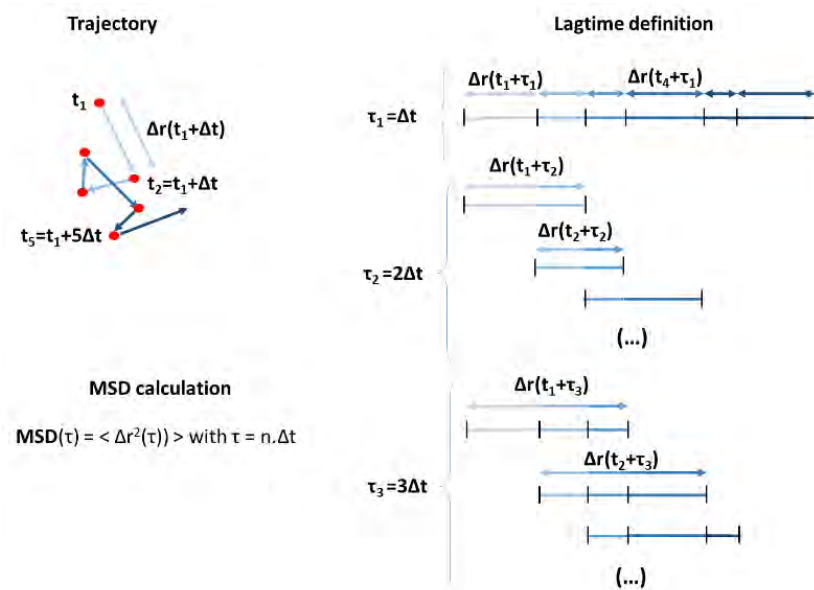 Trajectory
t₁
Δr(t₁+Δt)
t₂=t₁+Δt
t₅=t₁+5Δt
MSD calculation
MSD(τ) = < Δr²(τ)) > with τ = n.Δt
Lagtime definition
Δr(t₁+τ₁)
Δr(t₄+τ₁)
τ₁=Δt
Δr(t₁+τ₂)
Δr(t₂+τ₂)
τ₂=2Δt
(...)
Δr(t₁+τ₃)
Δr(t₂+τ₃)
τ₃=3Δt
(...)